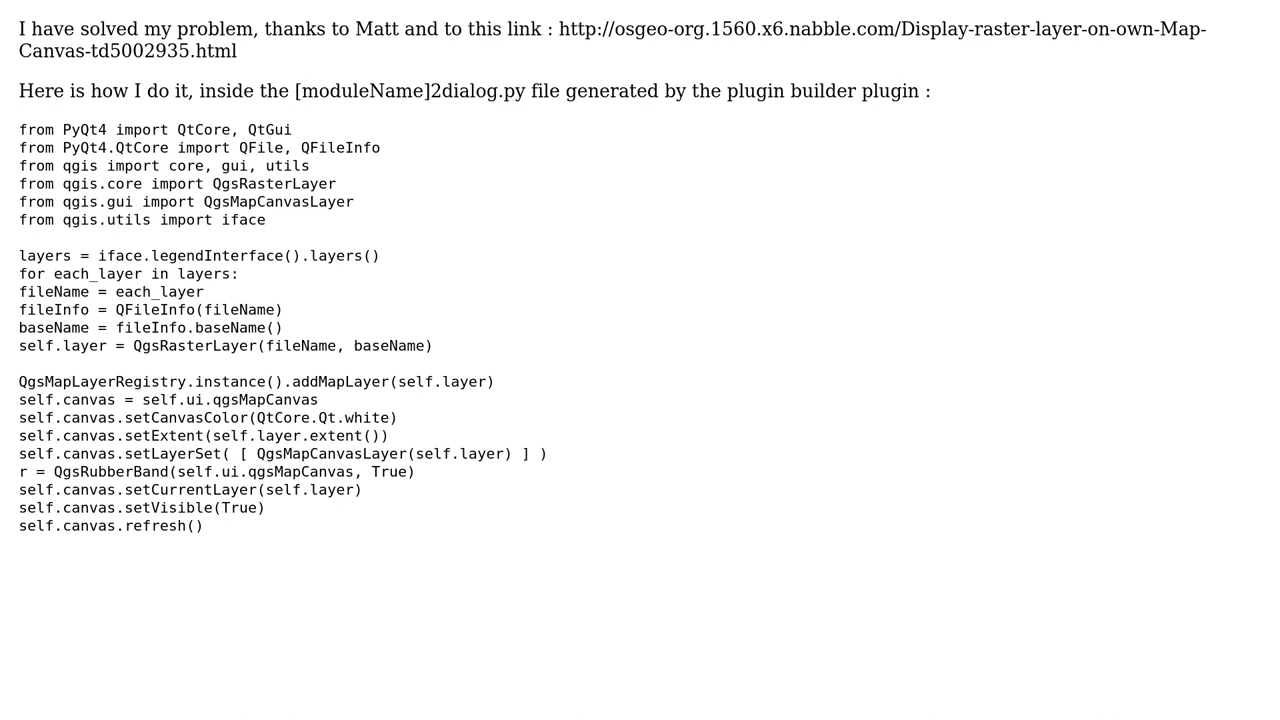 I have solved my problem, thanks to Matt and to this link : http://osgeo-org.1560.x6.nabble.com/Display-raster-layer-on-own-Map-
Canvas-td5002935.html
Here is how I do it, inside the [moduleName]2dialog.py file generated by the plugin builder plugin :
from PyQt4 import QtCore, QtGui
from PyQt4.QtCore import QFile, QFileInfo
from qgis import core, gui, utils
from qgis.core import QgsRasterLayer
from qgis.gui import QgsMapCanvasLayer
from qgis.utils import iface
layers = iface.legendInterface().layers()
for each_layer in layers:
fileName = each_layer
fileInfo = QFileInfo(fileName)
baseName = fileInfo.baseName()
self.layer = QgsRasterLayer(fileName, baseName)
QgsMapLayerRegistry.instance().addMapLayer(self.layer)
self.canvas = self.ui.qgsMapCanvas
self.canvas.setCanvasColor(QtCore.Qt.white)
self.canvas.setExtent(self.layer.extent())
self.canvas.setLayerSet( [ QgsMapCanvasLayer(self.layer) ] )
r = QgsRubberBand(self.ui.qgsMapCanvas, True)
self.canvas.setCurrentLayer(self.layer)
self.canvas.setVisible(True)
self.canvas.refresh()